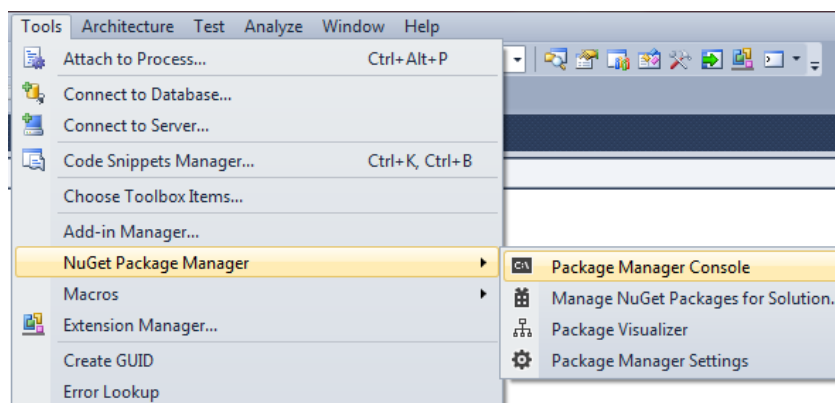 Tools Architecture Test Analyze Window Help
Attach to Process... Ctrl+Alt+P
Connect to Database...
Connect to Server...
Code Snippets Manager... Ctrl+K, Ctrl+B
Choose Toolbox Items...
Add-in Manager...
NuGet Package Manager
Macros
Extension Manager...
Create GUID
Error Lookup
C:\
Package Manager Console
Manage NuGet Packages for Solution.
Package Visualizer
Package Manager Settings